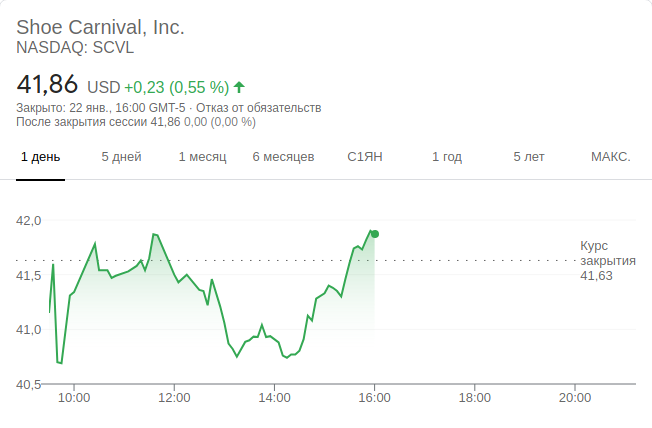 Shoe Carnival, Inc.
NASDAQ: SCVL
41,86 USD +0,23 (0,55 %)
Закрыто: 22 янв., 16:00 GMT-5 · Отказ от обязательств
После закрытия сессии 41,86 0,00 (0,00 %)
1 день 5 дней 1 месяц 6 месяцев С1ЯН 1 год 5 лет МАКС.
42,0
Курс
закрытия
41,63
41,5
41,0
40,5
10:00 12:00 14:00 16:00 18:00 20:00